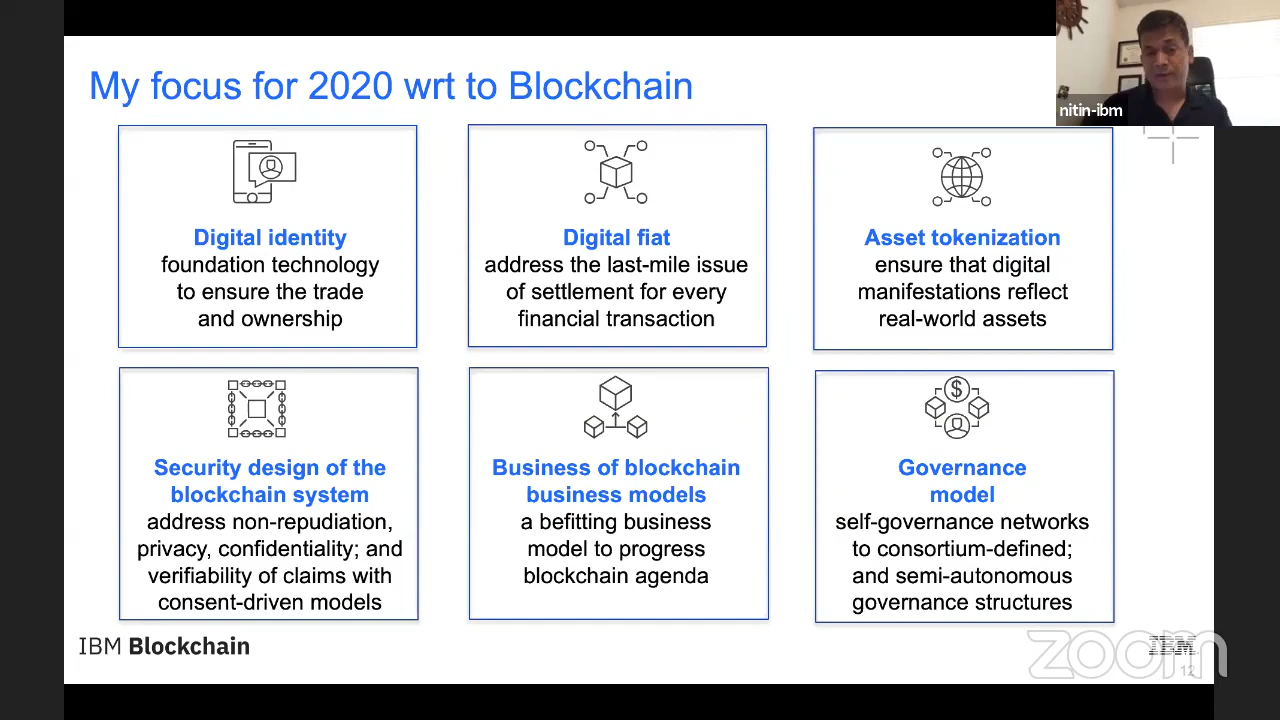 My focus for 2020 wrt to Blockchain
nitin-ibm
Digital identity
foundation technology
to ensure the trade
and ownership
Digital fiat
address the last-mile issue
of settlement for every
financial transaction
Asset tokenization
ensure that digital
manifestations reflect
real-world assets
Security design of the
blockchain system
address non-repudiation,
privacy, confidentiality; and
verifiability of claims with
consent-driven models
Business of blockchain
business models
a befitting business
model to progress
blockchain agenda
Governance
model
self-governance networks
to consortium-defined;
and semi-autonomous
governance structures
$
IBM Blockchain
IBM
zoom
12